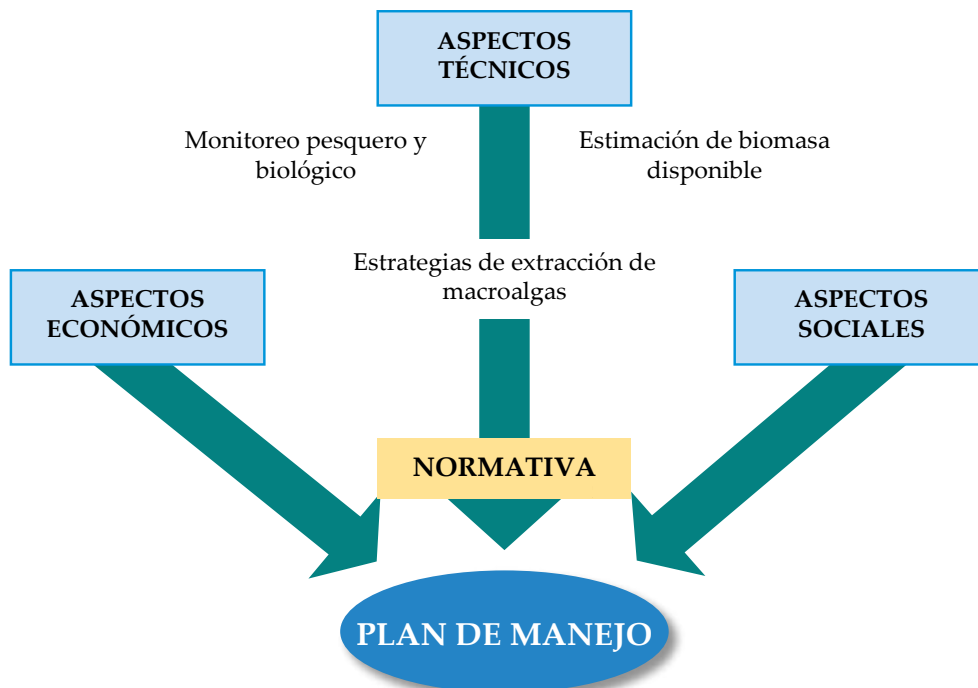 ASPECTOS
TÉCNICOS
Monitoreo pesquero y
biológico
Estimación de biomasa
disponible
Estrategias de extracción de
macroalgas
ASPECTOS
ECONÓMICOS
ASPECTOS
SOCIALES
NORMATIVA
PLAN DE MANEJO